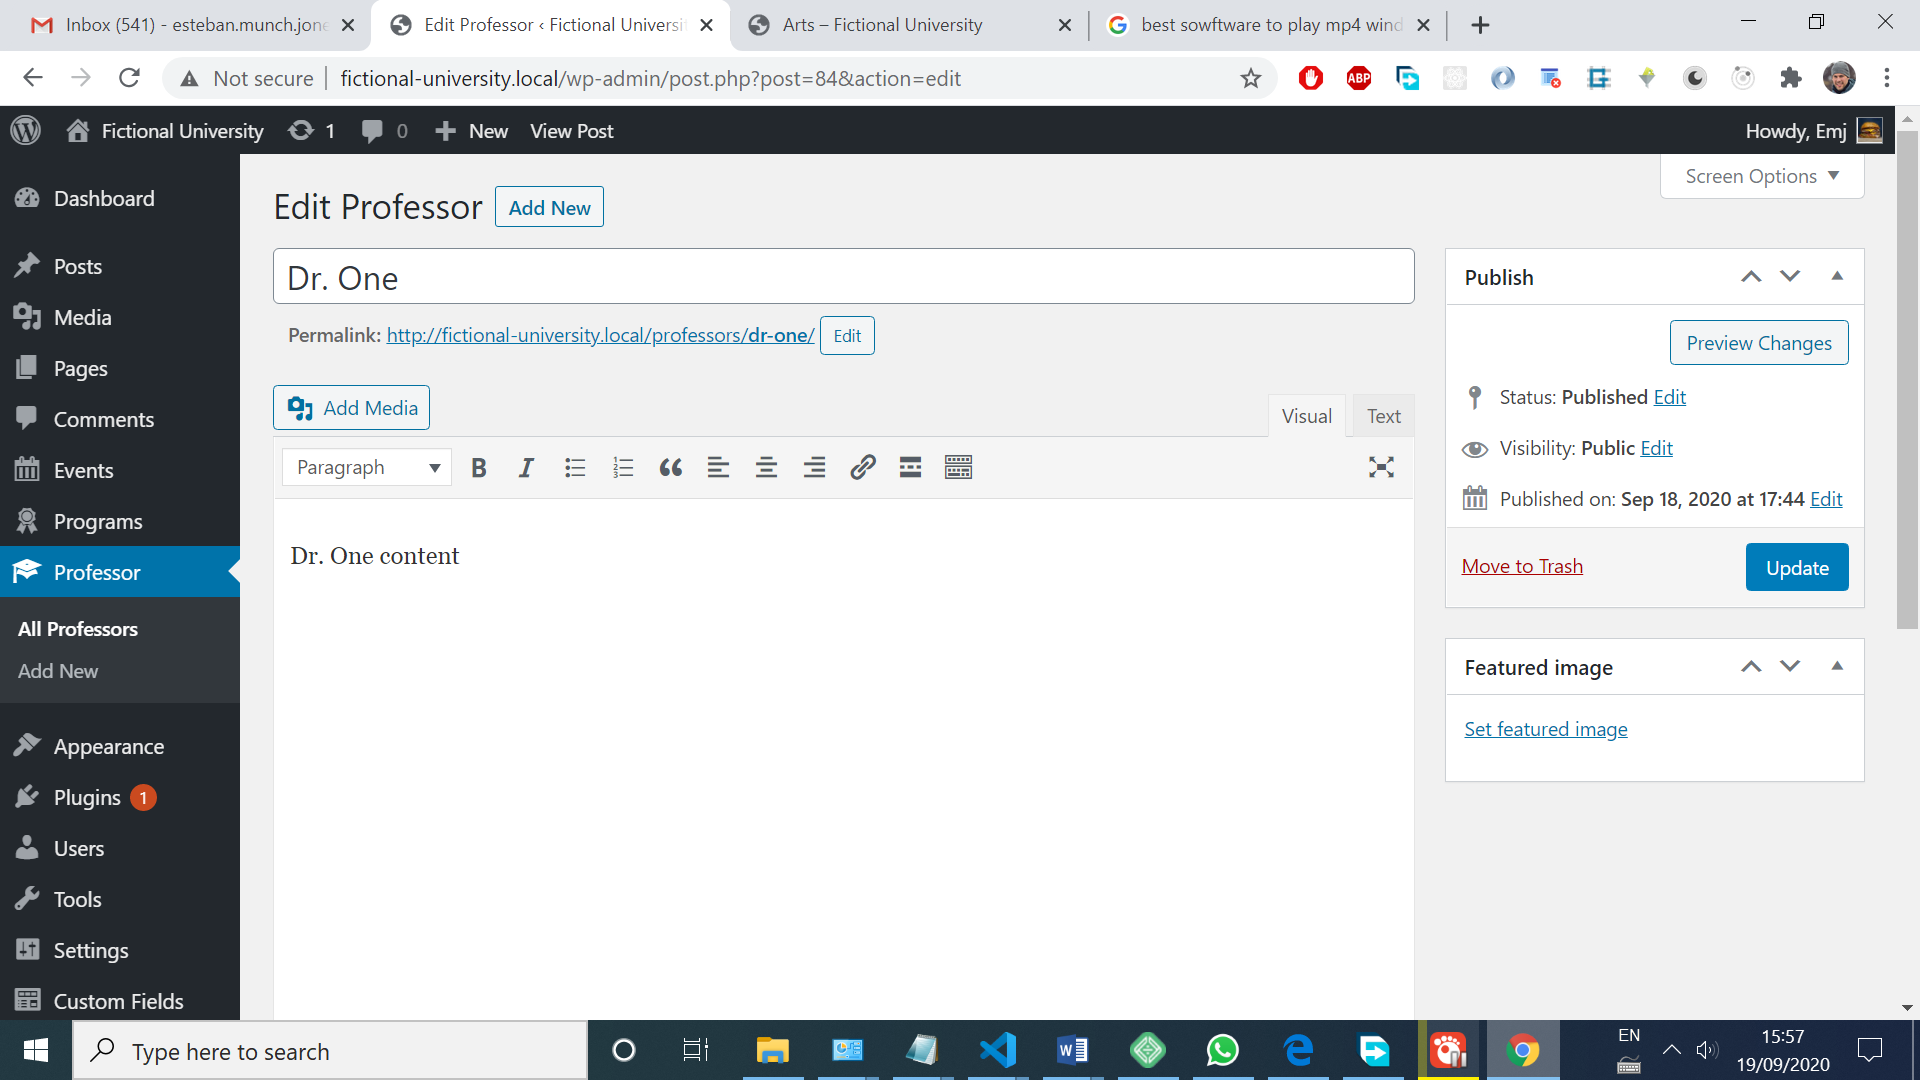 Inbox (541) - esteban.munch.jone
Edit Professor ‹ Fictional Universi
Arts – Fictional University
best sowftware to play mp4 wind
Not secure
fictional-university.local/wp-admin/post.php?post=84&action=edit
ABP
Fictional University
1
0
New
View Post
Howdy, Emj
Dashboard
Posts
Media
Pages
Comments
Events
Programs
Professor
All Professors
Add New
Appearance
Plugins 1
Users
Tools
Settings
Custom Fields
Screen Options
Edit Professor
Add New
Dr. One
Permalink: http://fictional-university.local/professors/dr-one/ Edit
Add Media
Visual
Text
Paragraph
Dr. One content
Publish
Preview Changes
Status: Published Edit
Visibility: Public Edit
Published on: Sep 18, 2020 at 17:44 Edit
Move to Trash
Update
Featured image
Set featured image
Type here to search
EN
15:57
19/09/2020